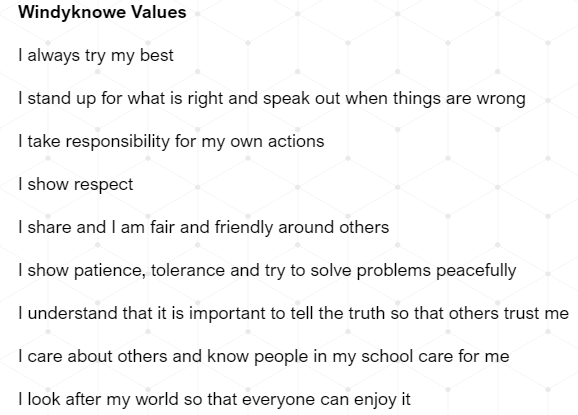 Windyknowe Values
I always try my best
I stand up for what is right and speak out when things are wrong
I take responsibility for my own actions
I show respect
I share and I am fair and friendly around others
I show patience, tolerance and try to solve problems peacefully
I understand that it is important to tell the truth so that others trust me
I care about others and know people in my school care for me
I look after my world so that everyone can enjoy it